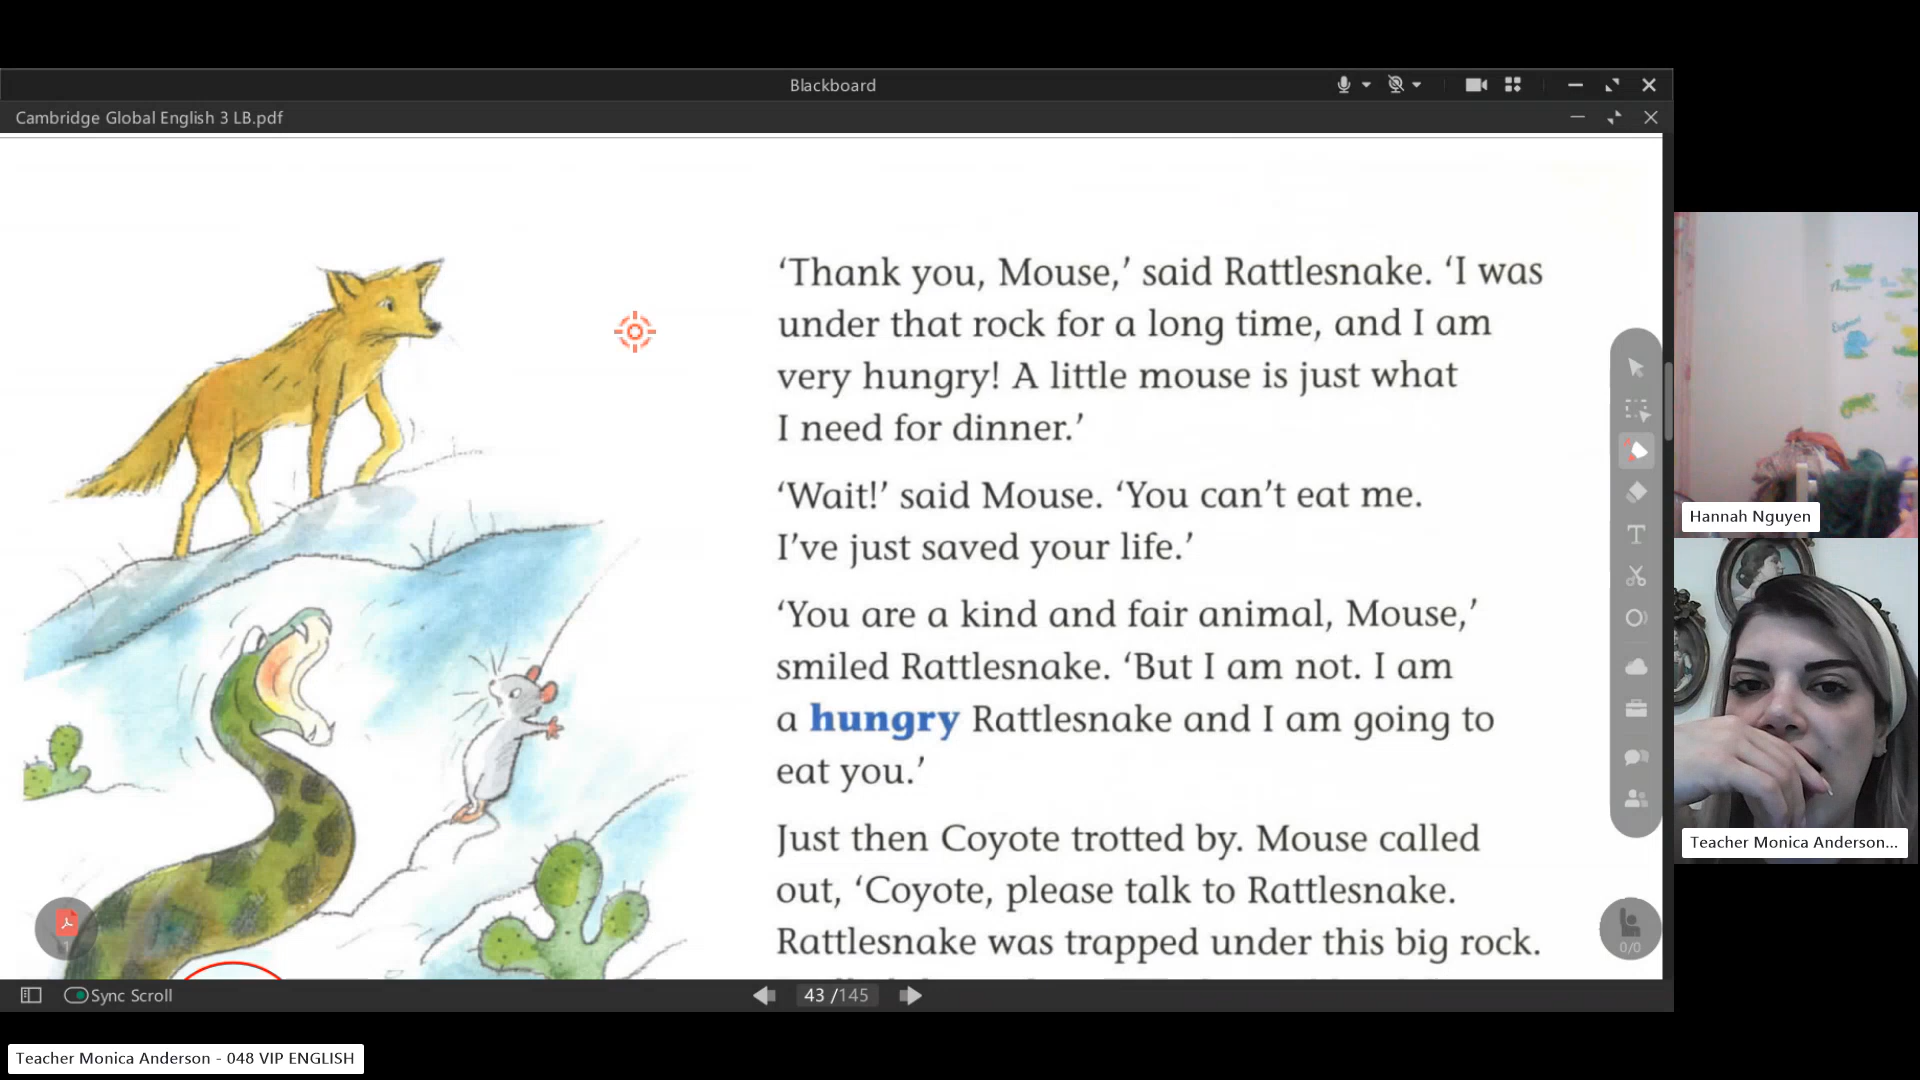 Blackboard
Cambridge Global English 3 LB.pdf
‘Thank you, Mouse,’ said Rattlesnake. ‘I was
under that rock for a long time, and I am
very hungry! A little mouse is just what
I need for dinner.’
‘Wait!’ said Mouse. ‘You can’t eat me.
I’ve just saved your life.’
‘You are a kind and fair animal, Mouse,’
smiled Rattlesnake. ‘But I am not. I am
a hungry Rattlesnake and I am going to
eat you.’
Just then Coyote trotted by. Mouse called
out, ‘Coyote, please talk to Rattlesnake.
Rattlesnake was trapped under this big rock.
1
0/0
Sync Scroll
43 /145
Elephant
Hannah Nguyen
Teacher Monica Anderson...
Teacher Monica Anderson - 048 VIP ENGLISH